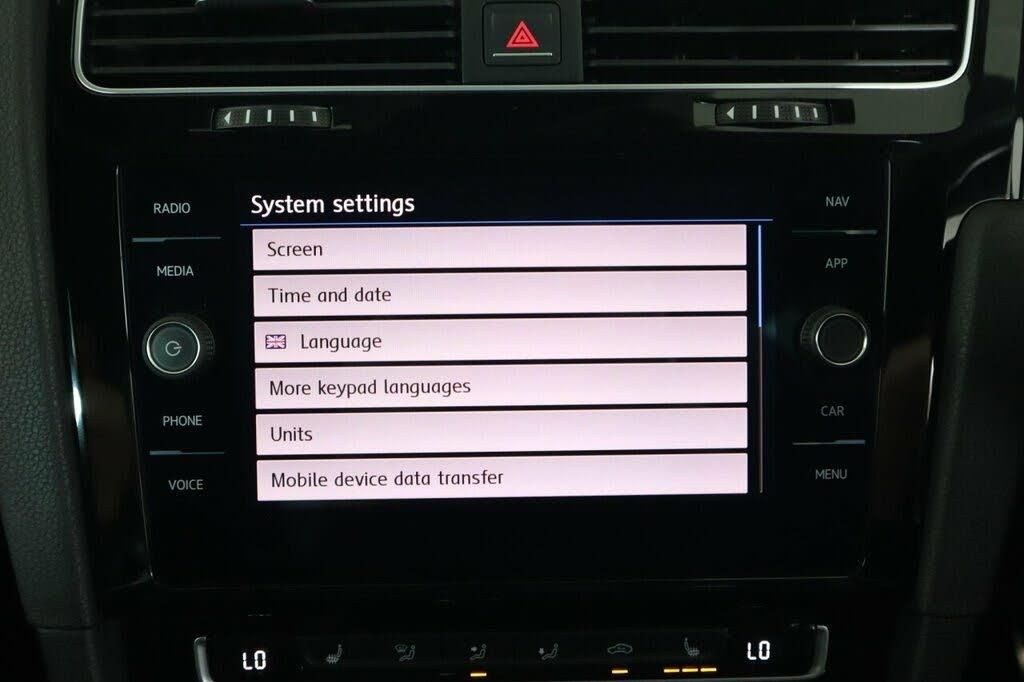 RADIO
MEDIA
PHONE
VOICE
System settings
Screen
Time and date
Language
More keypad languages
Units
Mobile device data transfer
NAV
APP
CAR
MENU
LO
LO